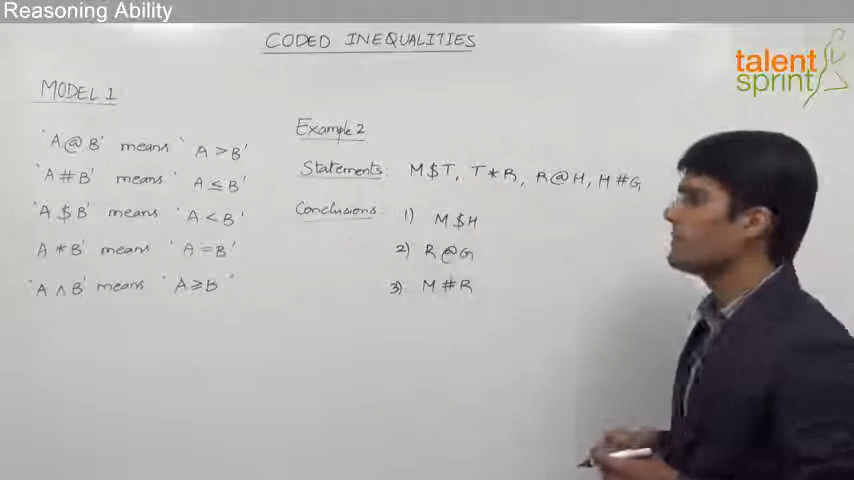 Reasoning Ability
CODED INEQUALITIES
talent
sprint
MODEL 1
'A @ B' means 'A > B'
'A # B' means 'A ≤ B'
'A $ B' means 'A < B'
'A * B' means 'A = B'
'A ∧ B' means 'A ≥ B'
Example 2
Statements: M $ T, T * R, R @ H, H # G
Conclusions: 1) M $ H
2) R @ G
3) M # R